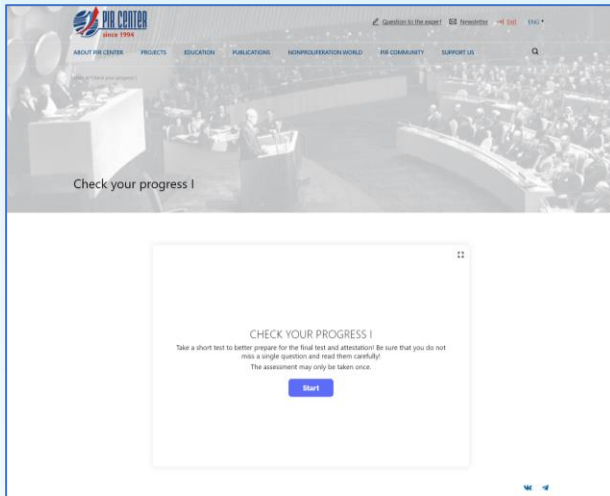 PIR CENTER
since 1994
Question to the expert Newsletter Exit ENG
ABOUT PIR CENTER PROJECTS EDUCATION PUBLICATIONS NONPROLIFERATION WORLD PIR COMMUNITY SUPPORT US
Check your progress I
Check your progress I
CHECK YOUR PROGRESS I
Take a short test to better prepare for the final test and attestation! Be sure that you do not
miss a single question and read them carefully!
The assessment may only be taken once.
Start